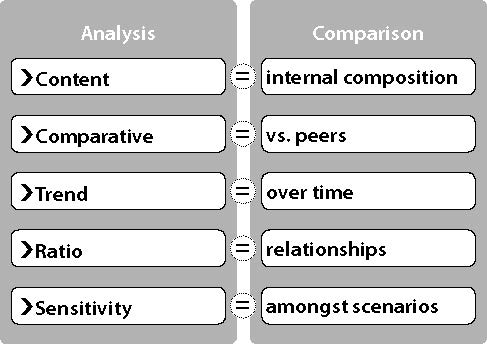 Analysis Comparison
❯Content = internal composition
❯Comparative = vs. peers
❯Trend = over time
❯Ratio = relationships
❯Sensitivity = amongst scenarios